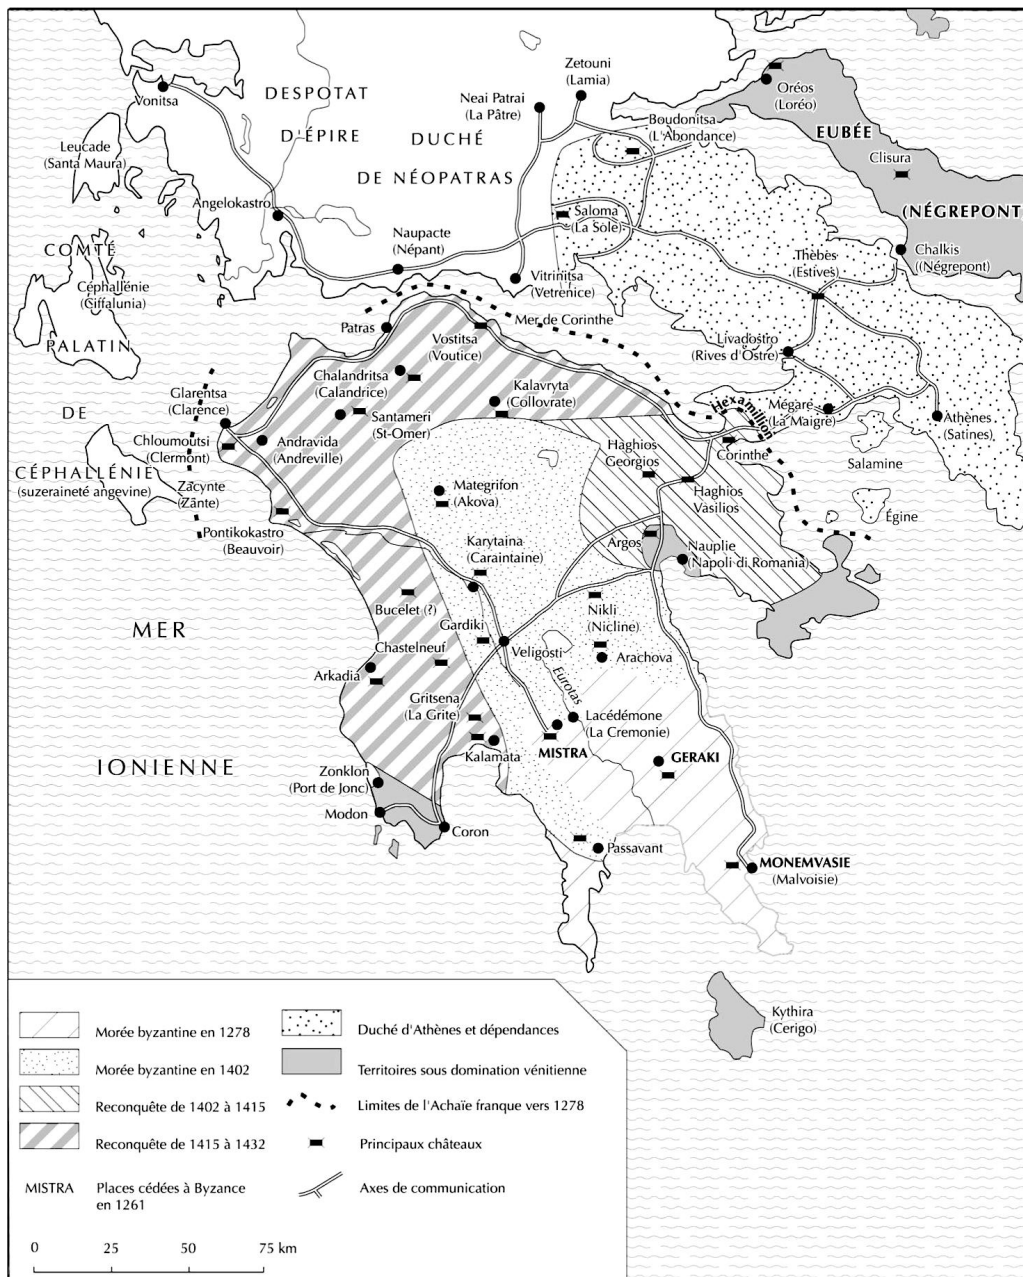 Vonitsa
DESPOTAT
D'ÉPIRE
Leucade
(Santa Maura)
Angelokastro
COMTÉ
Céphallénie
(Ciffalunia)
PALATIN
DE
CÉPHALLÉNIE
(suzeraineté angevine)
Zacynte
(Zante)
Neai Patrai
(La Pâtre)
Zetouni
(Lamia)
DUCHÉ
DE NÉOPATRAS
Boudonitsa
(L'Abondance)
Oréos
(Loréo)
EUBÉE
Clisura
(NÉGREPONT
Chalkis
((Négrepont)
Saloma
(La Sole)
Naupacte
(Népant)
Vitrinitsa
(Vetrenice)
Thèbes
(Estives)
Mer de Corinthe
Livadostro
(Rives d'Ostre)
Patras
Vostitsa
(Voutice)
Chalandritsa
(Calandrice)
Kalavryta
(Collovrate)
Hexamilion
Mégare
(La Maigre)
Athènes
(Satines)
Glarentsa
(Clarence)
Santameri
(St-Omer)
Andravida
(Andreville)
Chloumoutsi
(Clermont)
Haghios
Georgios
Corinthe
Salamine
Haghios
Vasilios
Égine
Mategrifon
(Akova)
Pontikokastro
(Beauvoir)
Karytaina
(Caraintaine)
Argos
Nauplie
(Napoli di Romania)
Bucelet (?)
Gardiki
Nikli
(Nicline)
MER
Chastelneuf
Veligosti
Arachova
Arkadia
Gritsena
(La Grite)
Eurotas
Lacédémone
(La Cremonie)
MISTRA
GERAKI
Kalamata
IONIENNE
Zonklon
(Port de Jonc)
Modon
Coron
Passavant
MONEMVASIE
(Malvoisie)
Kythira
(Cerigo)
Morée byzantine en 1278
Morée byzantine en 1402
Reconquête de 1402 à 1415
Reconquête de 1415 à 1432
MISTRA Places cédées à Byzance
en 1261
Duché d'Athènes et dépendances
Territoires sous domination vénitienne
Limites de l'Achaïe franque vers 1278
Principaux châteaux
Axes de communication
0 25 50 75 km